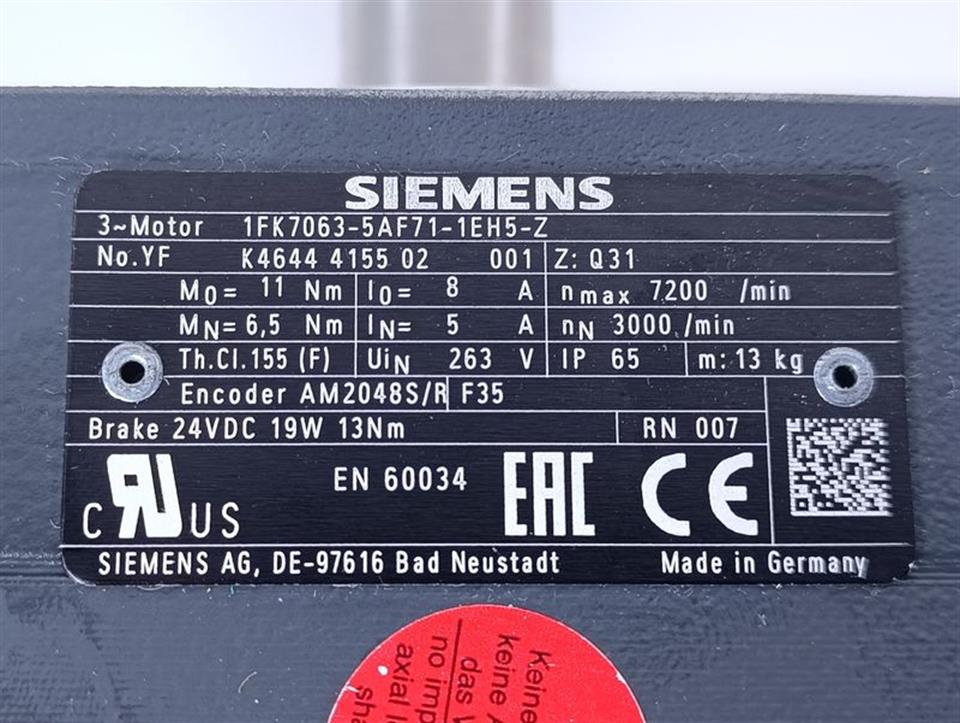 SIEMENS
3~Motor 1FK7063-5AF71-1EH5-Z
No.YF K4644 4155 02 001 Z: Q31
M0= 11 Nm I0= 8 A nmax 7200 /min
MN= 6,5 Nm IN= 5 A nN 3000 /min
Th.Cl.155 (F) UiN 263 V IP 65 m: 13 kg
Encoder AM2048S/R F35
Brake 24VDC 19W 13Nm RN 007
C RU US EN 60034 EAC CE
SIEMENS AG, DE-97616 Bad Neustadt Made in Germany
Keine
keine
das
no
axial